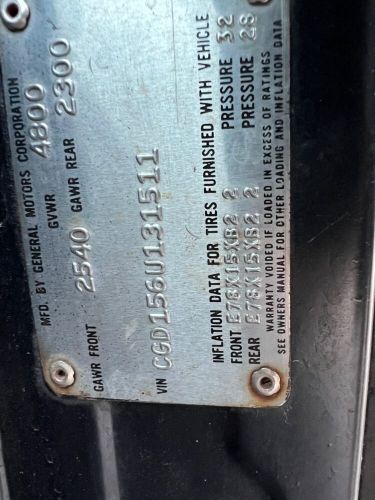 MFD. BY GENERAL MOTORS CORPORATION
GVWR 4800
GAWR FRONT 2540 GAWR REAR 2300
VIN CGD156U131511
INFLATION DATA FOR TIRES FURNISHED WITH VEHICLE
FRONT E78X15XB2 2 PRESSURE 32
REAR E78X15XB2 2 PRESSURE 28
WARRANTY VOIDED IF LOADED IN EXCESS OF RATINGS
SEE OWNERS MANUAL FOR OTHER LOADING AND INFLATION DATA